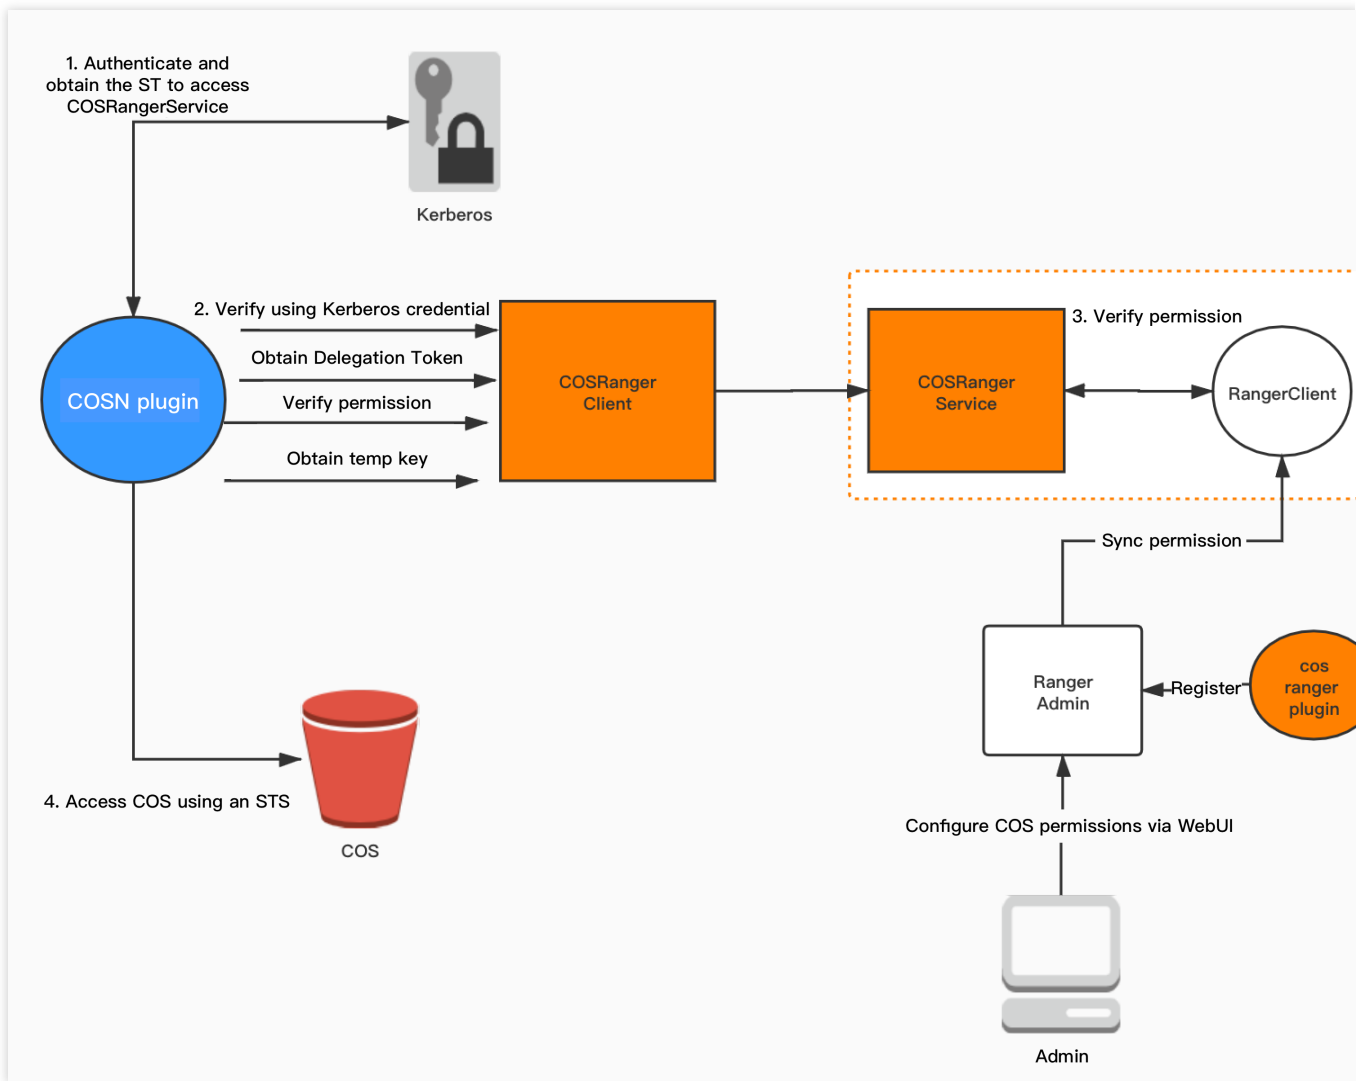 1. Authenticate and
obtain the ST to access
COSRangerService
Kerberos
2. Verify using Kerberos credential
Obtain Delegation Token
Verify permission
Obtain temp key
COSN plugin
COSRanger
Client
COSRanger
Service
3. Verify permission
RangerClient
Sync permission
Ranger
Admin
Register
cos
ranger
plugin
4. Access COS using an STS
COS
Configure COS permissions via WebUI
Admin